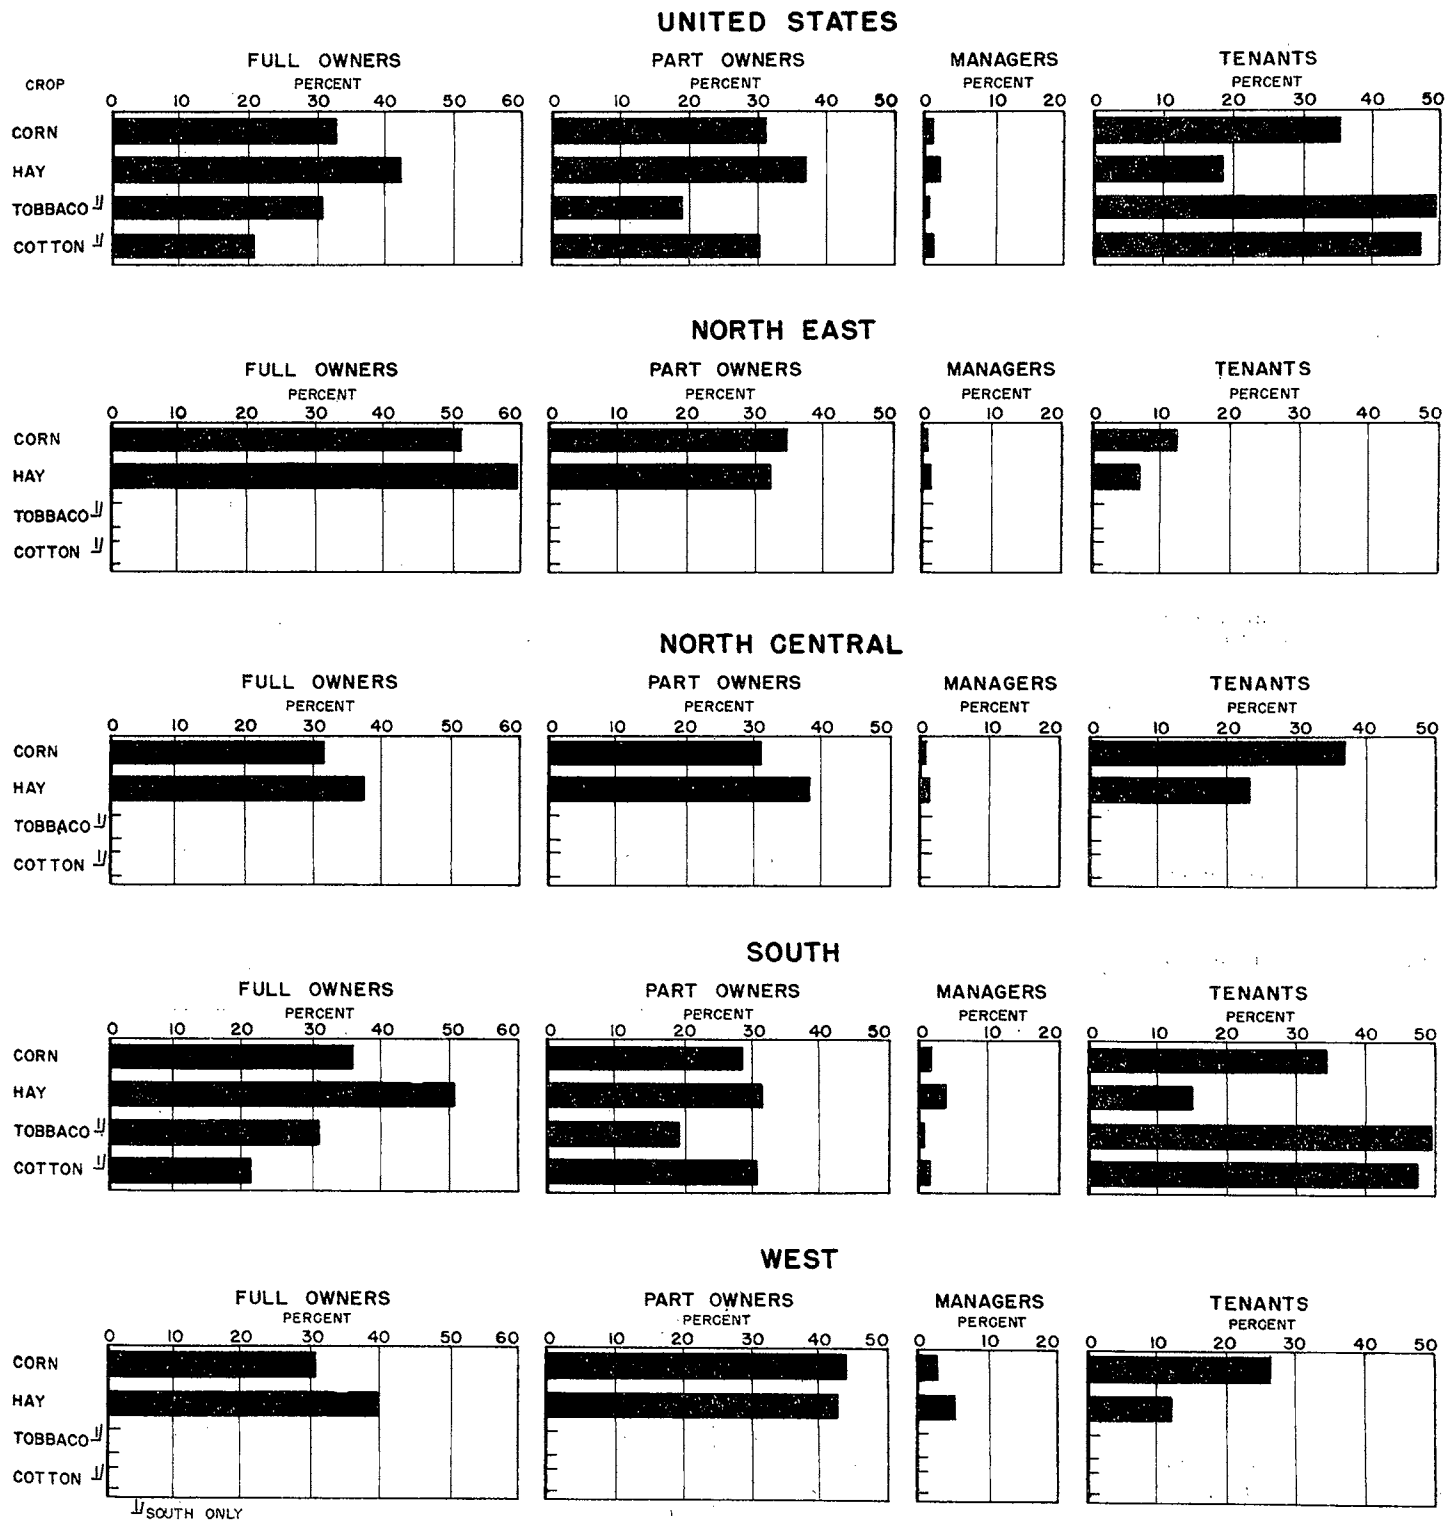 UNITED STATES
FULL OWNERS PART OWNERS MANAGERS TENANTS
CROP PERCENT PERCENT PERCENT PERCENT
0 10 20 30 40 50 60 0 10 20 30 40 50 0 10 20 0 10 20 30 40 50
CORN
HAY
TOBBACO 1/
COTTON 1/
NORTH EAST
FULL OWNERS PART OWNERS MANAGERS TENANTS
PERCENT PERCENT PERCENT PERCENT
0 10 20 30 40 50 60 0 10 20 30 40 50 0 10 20 0 10 20 30 40 50
CORN
HAY
TOBBACO 1/
COTTON 1/
NORTH CENTRAL
FULL OWNERS PART OWNERS MANAGERS TENANTS
PERCENT PERCENT PERCENT PERCENT
0 10 20 30 40 50 60 0 10 20 30 40 50 0 10 20 0 10 20 30 40 50
CORN
HAY
TOBBACO 1/
COTTON 1/
SOUTH
FULL OWNERS PART OWNERS MANAGERS TENANTS
PERCENT PERCENT PERCENT PERCENT
0 10 20 30 40 50 60 0 10 20 30 40 50 0 10 20 0 10 20 30 40 50
CORN
HAY
TOBBACO 1/
COTTON 1/
WEST
FULL OWNERS PART OWNERS MANAGERS TENANTS
PERCENT PERCENT PERCENT PERCENT
0 10 20 30 40 50 60 0 10 20 30 40 50 0 10 20 0 10 20 30 40 50
CORN
HAY
TOBBACO 1/
COTTON 1/
1/ SOUTH ONLY